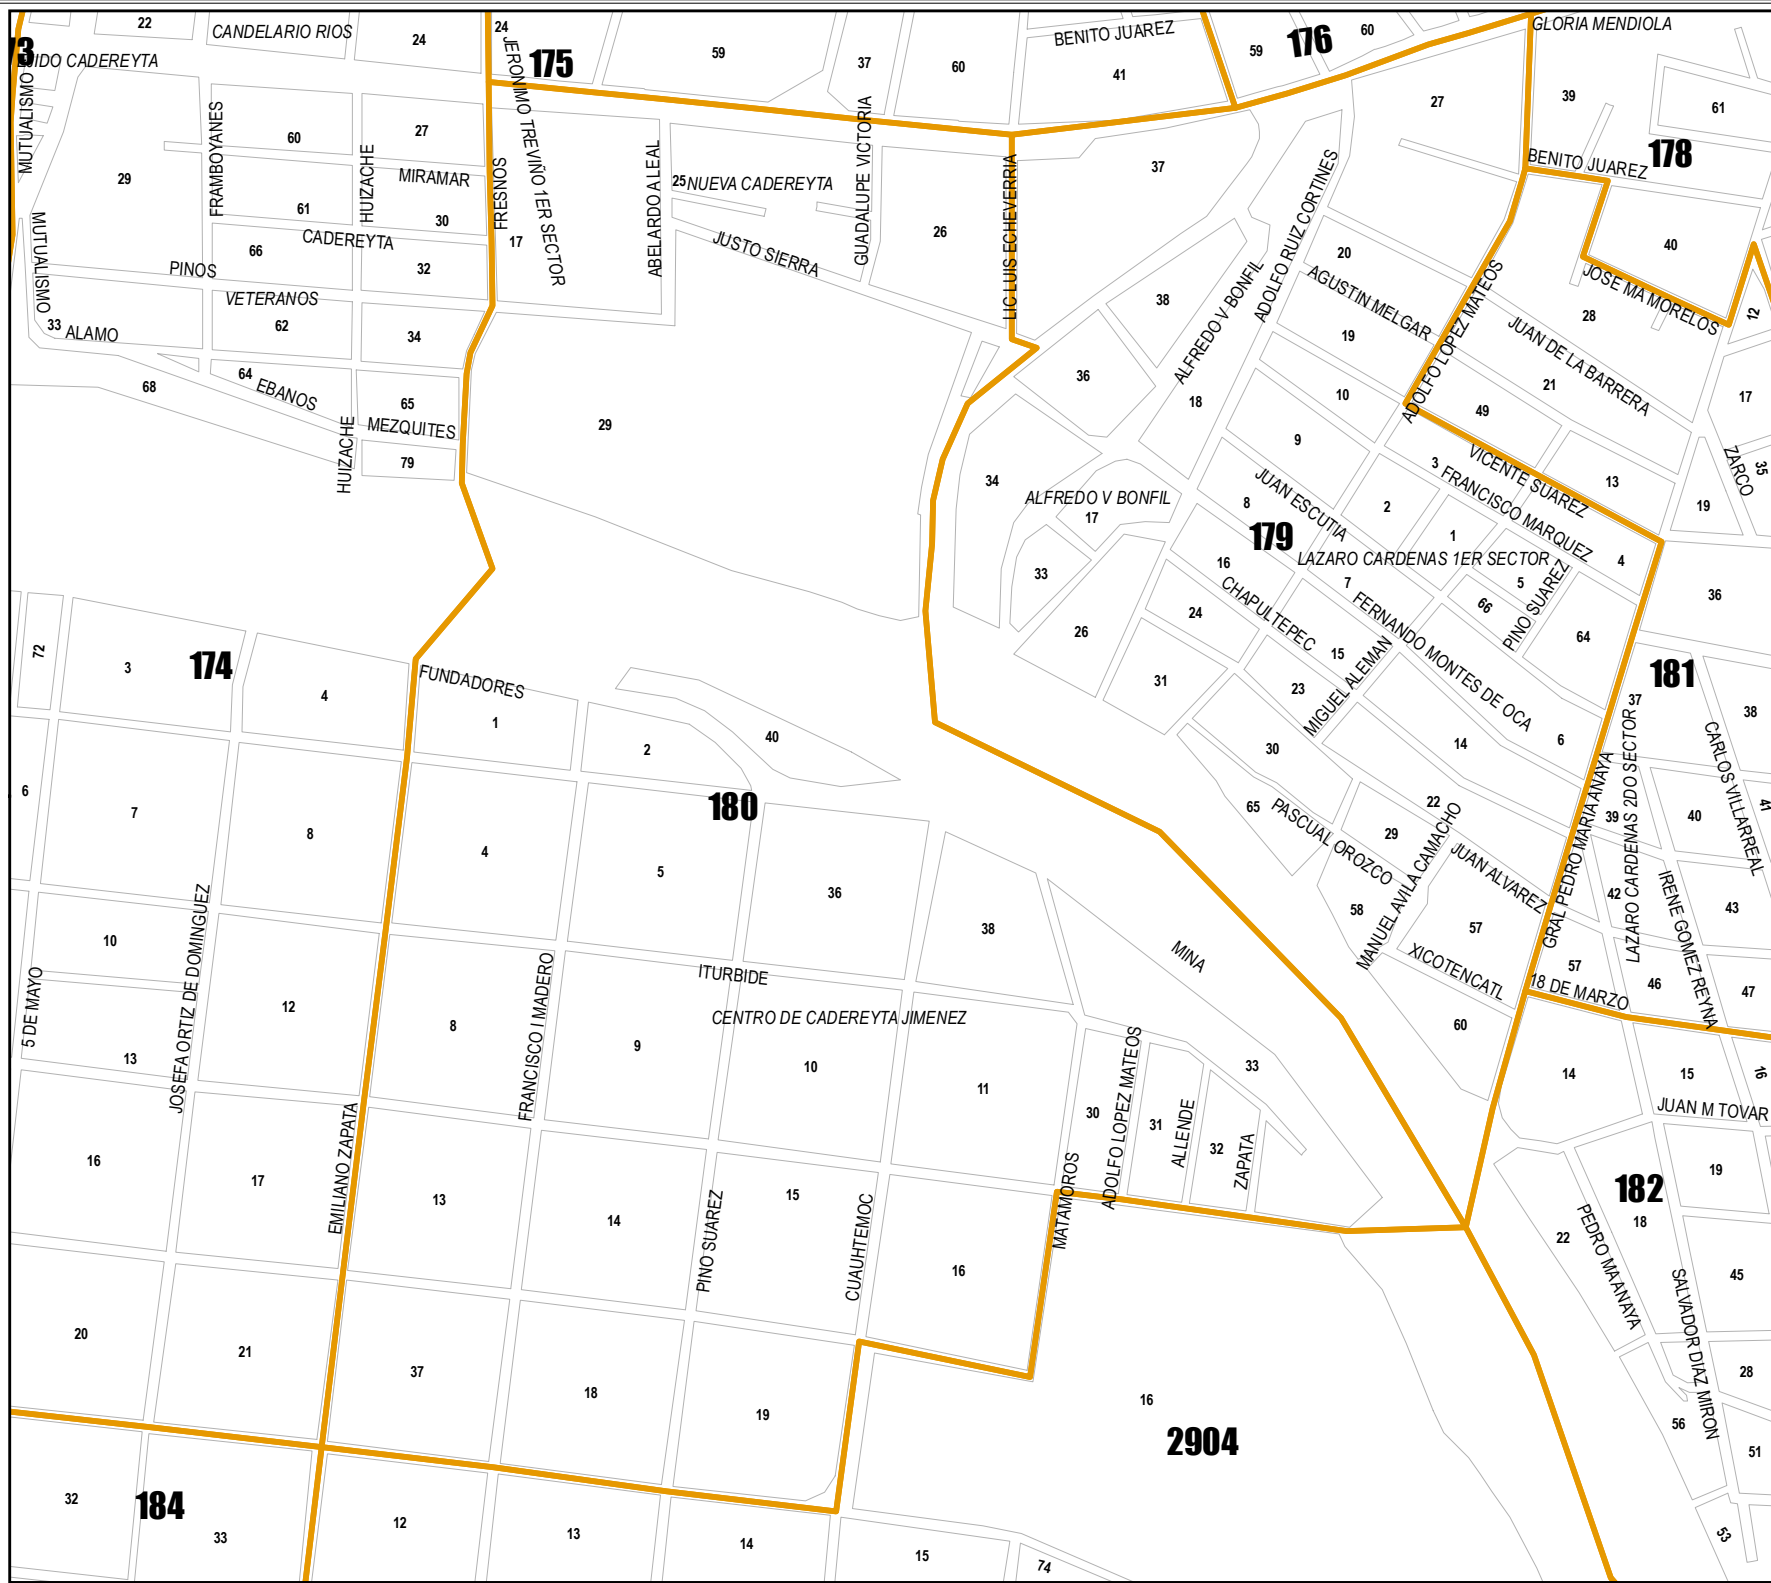 22
CANDELARIO RIOS
24
24
JERONIMO TREVIÑO 1ER SECTOR
175
59
37
60
BENITO JUAREZ
41
59
176
60
GLORIA MENDIOLA
73
EJIDO CADEREYTA
MUTUALISMO
29
FRAMBOYANES
60
HUIZACHE
27
MIRAMAR
61
30
CADEREYTA
66
32
PINOS
VETERANOS
62
34
MUTUALISMO
33
ALAMO
64
EBANOS
68
65
MEZQUITES
79
HUIZACHE
FRESNOS
17
ABELARDO A LEAL
25
NUEVA CADEREYTA
GUADALUPE VICTORIA
JUSTO SIERRA
26
LIC LUIS ECHEVERRIA
37
27
39
61
BENITO JUAREZ
178
40
JOSE MA MORELOS
12
28
20
AGUSTIN MELGAR
ADOLFO RUIZ CORTINES
ALFREDO V BONFIL
38
36
18
19
10
ADOLFO LOPEZ MATEOS
JUAN DE LA BARRERA
21
49
17
ZARCO
35
19
13
VICENTE SUAREZ
3
FRANCISCO MARQUEZ
9
2
1
4
JUAN ESCUTIA
8
179
LAZARO CARDENAS 1ER SECTOR
29
34
ALFREDO V BONFIL
17
33
26
16
CHAPULTEPEC
24
7
FERNANDO MONTES DE OCA
5
66
PINO SUAREZ
64
36
15
MIGUEL ALEMAN
23
31
30
14
6
181
37
38
CARLOS VILLARREAL
LAZARO CARDENAS 2DO SECTOR
GRAL PEDRO MARIA ANAYA
39
40
41
65
PASCUAL OROZCO
22
29
MANUEL AVILA CAMACHO
JUAN ALVAREZ
58
57
XICOTENCATL
42
IRENE GOMEZ REYNA
43
57
18 DE MARZO
46
47
60
72
3
174
4
FUNDADORES
1
2
40
6
7
8
180
4
5
36
38
MINA
10
JOSEFA ORTIZ DE DOMINGUEZ
5 DE MAYO
12
8
FRANCISCO I MADERO
ITURBIDE
CENTRO DE CADEREYTA JIMENEZ
9
10
11
13
33
30
ADOLFO LOPEZ MATEOS
31
ALLENDE
32
ZAPATA
MATAMOROS
14
15
16
JUAN M TOVAR
16
17
EMILIANO ZAPATA
13
14
PINO SUAREZ
15
CUAUHTEMOC
16
182
18
19
22
PEDRO MA ANAYA
45
SALVADOR DIAZ MIRON
28
20
21
37
18
19
16
2904
56
51
53
32
184
33
12
13
14
15
74